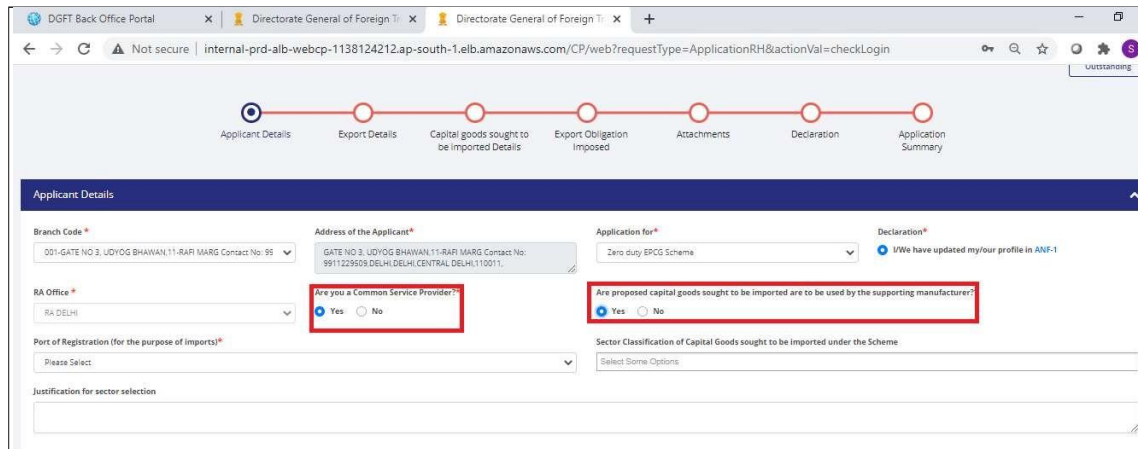 DGFT Back Office Portal
Directorate General of Foreign Tr
Directorate General of Foreign Tr
Not secure | internal-prd-alb-webcp-1138124212.ap-south-1.elb.amazonaws.com/CP/web?requestType=ApplicationRH&actionVal=checkLogin
S
Outstanding
Applicant Details
Export Details
Capital goods sought to
be imported Details
Export Obligation
Imposed
Attachments
Declaration
Application
Summary
Applicant Details
Branch Code *
Address of the Applicant*
Application for*
Declaration*
001-GATE NO 3, UDYOG BHAWAN,11-RAFI MARG Contact No: 99
GATE NO 3, UDYOG BHAWAN,11-RAFI MARG Contact No:
9911229509,DELHI,DELHI,CENTRAL DELHI,110011,
Zero duty EPCG Scheme
I/We have updated my/our profile in ANF-1
RA Office *
Are you a Common Service Provider?*
Are proposed capital goods sought to be imported are to be used by the supporting manufacturer?
RA DELHI
Yes No
Yes No
Port of Registration (for the purpose of imports)*
Sector Classification of Capital Goods sought to be imported under the Scheme
Please Select
Select Some Options
Justification for sector selection